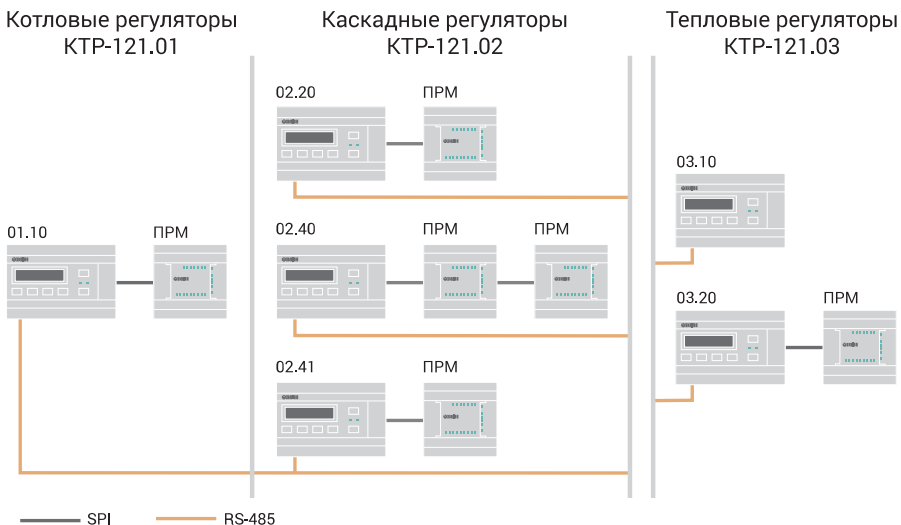 Котловые регуляторы
КТР-121.01
Каскадные регуляторы
КТР-121.02
Тепловые регуляторы
КТР-121.03
02.20
ПРМ
03.10
01.10
ПРМ
02.40
ПРМ
ПРМ
03.20
ПРМ
02.41
ПРМ
SPI
RS-485